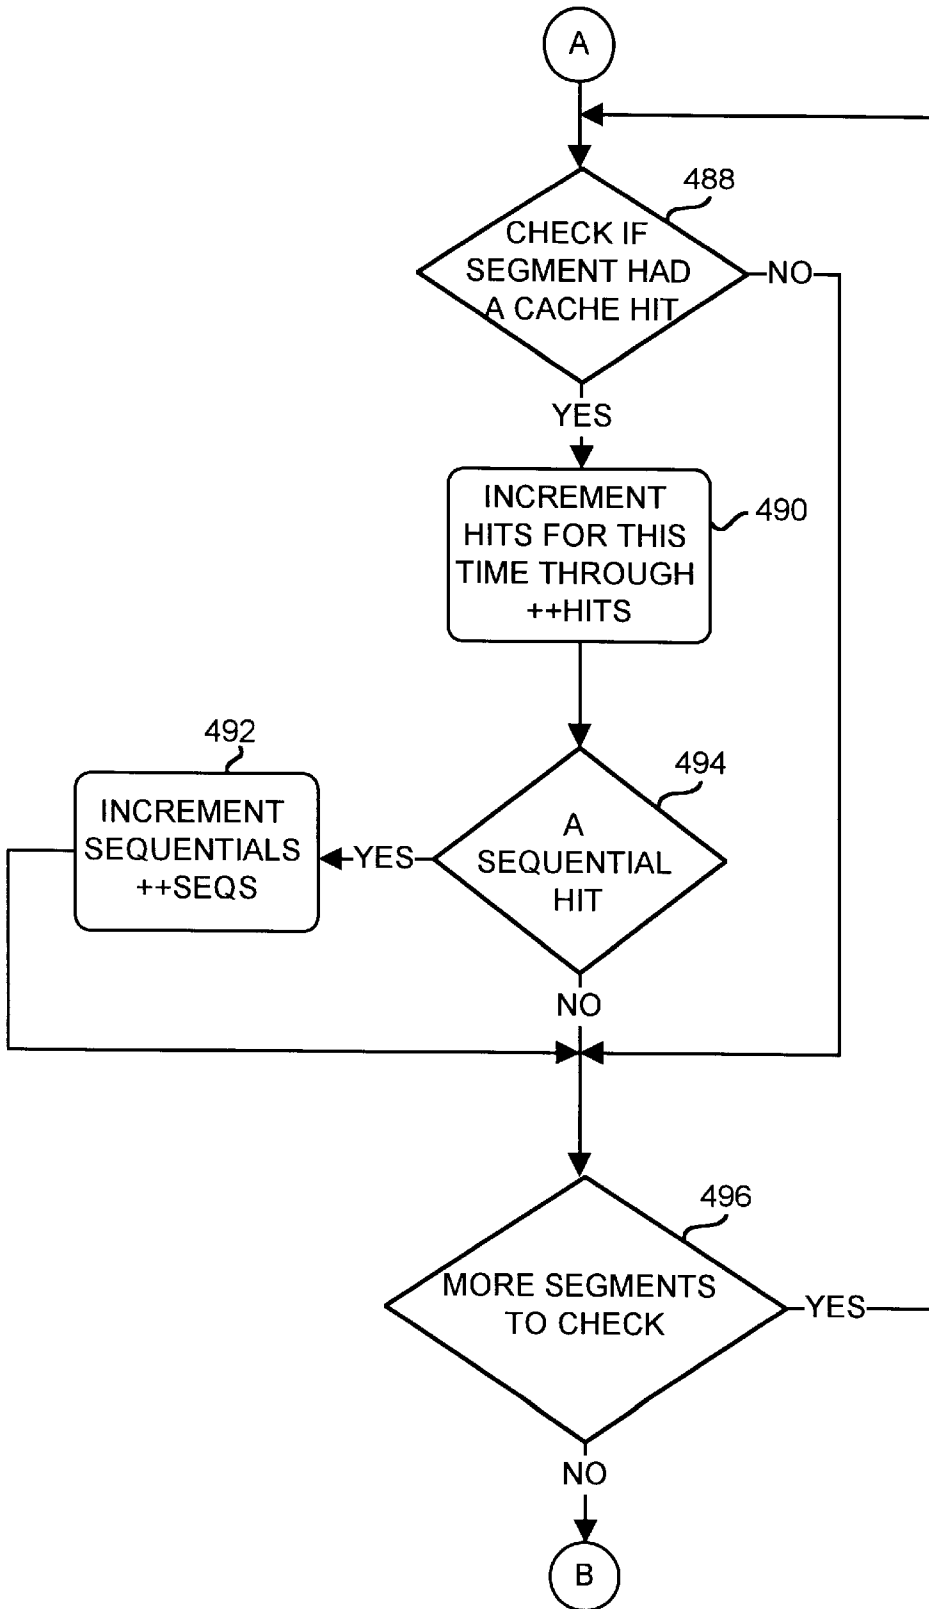 A
488
CHECK IF
SEGMENT HAD
A CACHE HIT
NO
YES
INCREMENT
HITS FOR THIS
TIME THROUGH
++HITS
490
492
INCREMENT
SEQUENTIALS
++SEQS
YES
494
A
SEQUENTIAL
HIT
NO
496
MORE SEGMENTS
TO CHECK
YES
NO
B